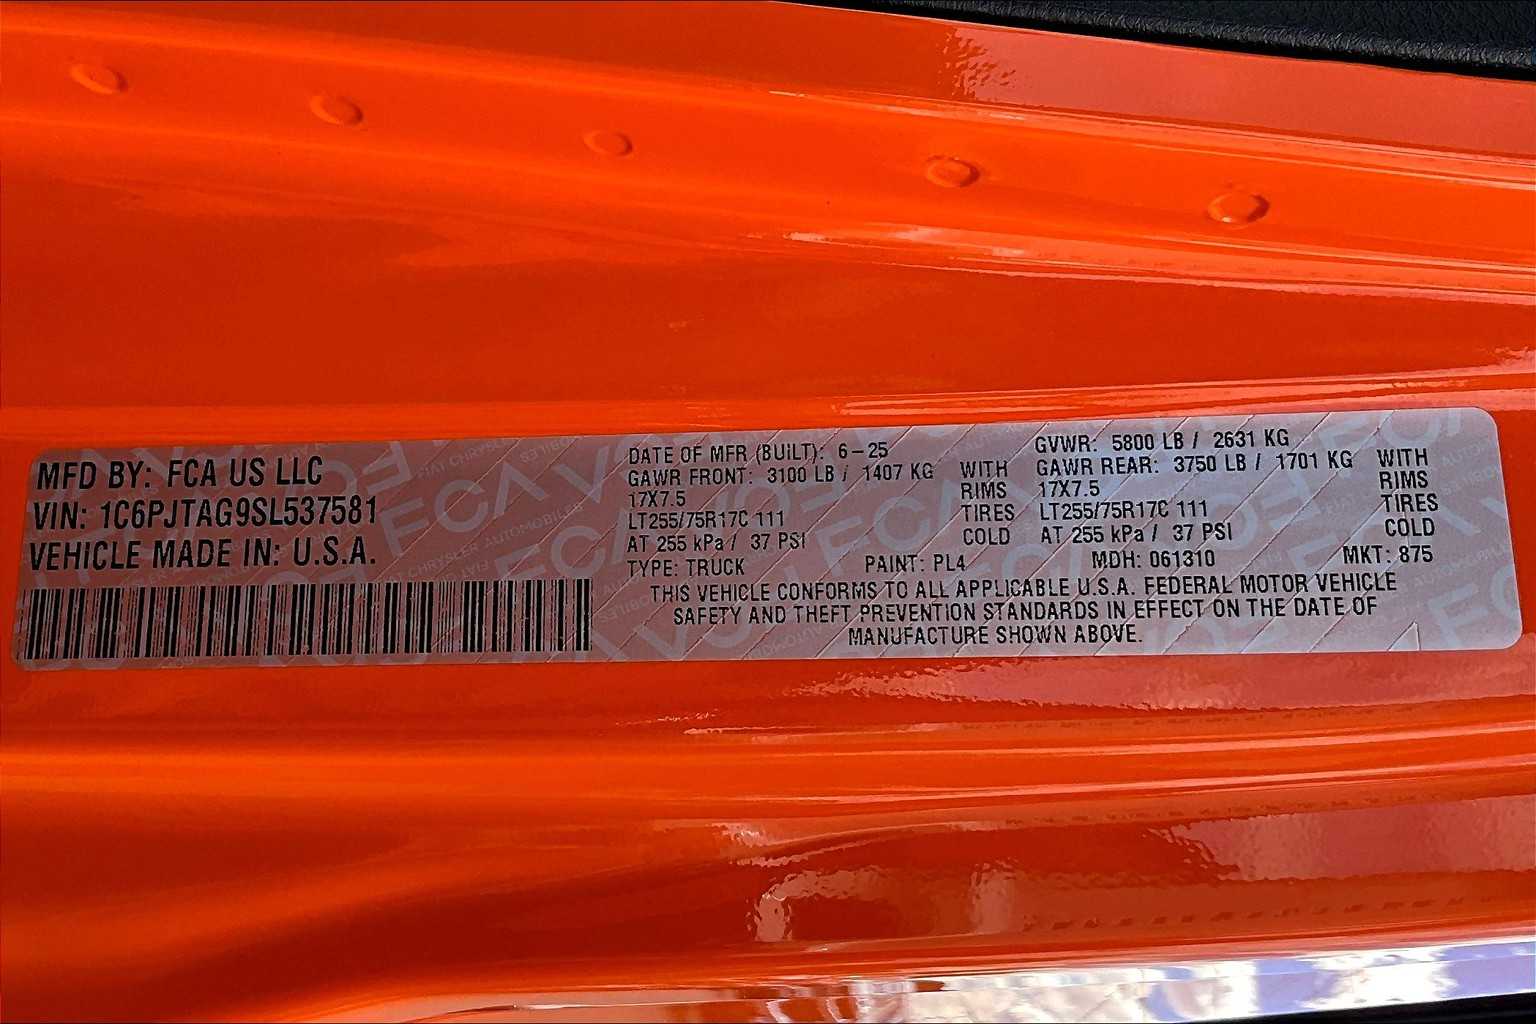 MFD BY: FCA US LLC
VIN: 1C6PJTAG9SL537581
VEHICLE MADE IN: U.S.A.
DATE OF MFR (BUILT): 6-25
GAWR FRONT: 3100 LB / 1407 KG WITH
17X7.5 RIMS
LT255/75R17C 111 TIRES
AT 255 kPa / 37 PSI COLD
GVWR: 5800 LB / 2631 KG
GAWR REAR: 3750 LB / 1701 KG WITH
17X7.5 RIMS
LT255/75R17C 111 TIRES
AT 255 kPa / 37 PSI COLD
TYPE: TRUCK PAINT: PL4 MDH: 061310 MKT: 875
THIS VEHICLE CONFORMS TO ALL APPLICABLE U.S.A. FEDERAL MOTOR VEHICLE
SAFETY AND THEFT PREVENTION STANDARDS IN EFFECT ON THE DATE OF
MANUFACTURE SHOWN ABOVE.